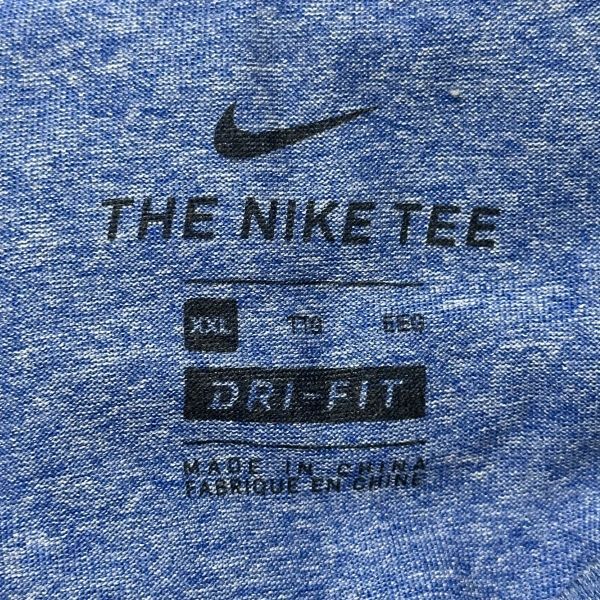 THE NIKE TEE
XXL TTG EEG
DRI-FIT
MADE IN CHINA
FABRIQUE EN CHINE